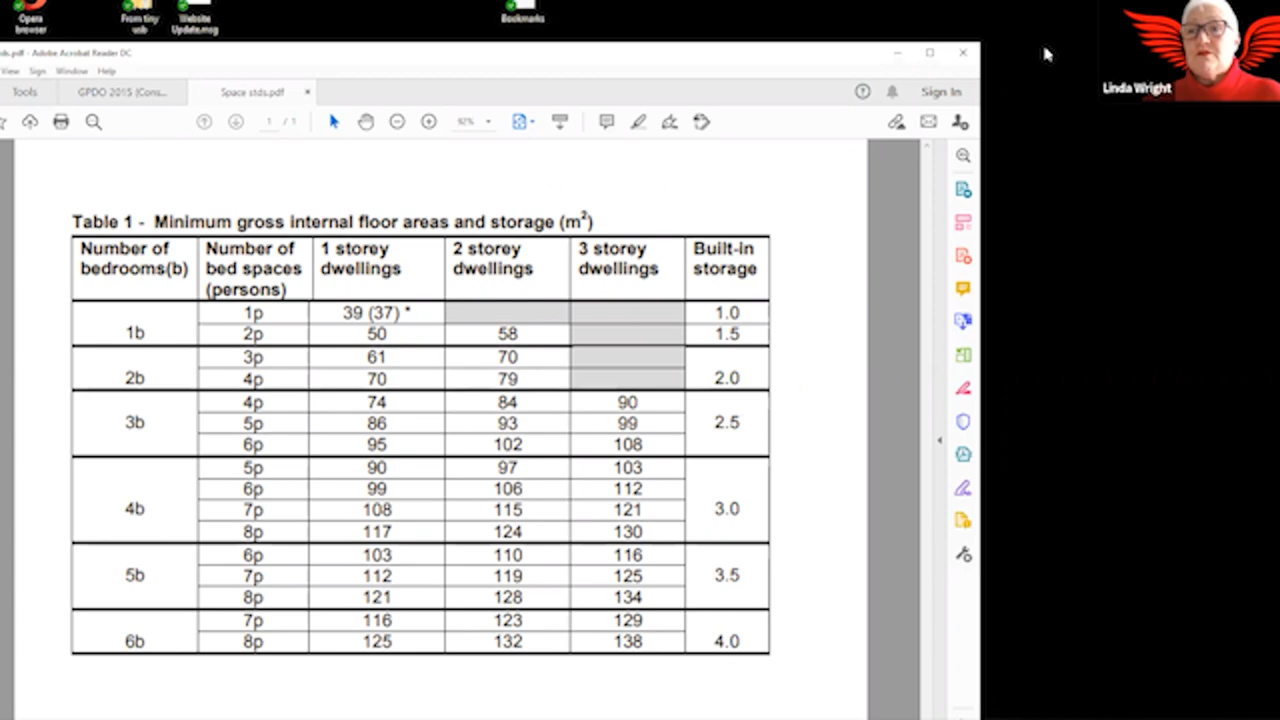 Opera
browser
From tiny
usb
Website
Update.msg
Bookmarks
ds.pdf - Adobe Acrobat Reader DC
View Sign Window Help
Tools GPDO 2015 (Cons... Space stds.pdf × Sign In
1 / 1 92%
Linda Wright
Table 1 - Minimum gross internal floor areas and storage (m²)
Number of bedrooms(b) Number of bed spaces (persons) 1 storey dwellings 2 storey dwellings 3 storey dwellings Built-in storage
1b 1p 39 (37) * 1.0
2p 50 58 1.5
2b 3p 61 70 2.0
4p 70 79
3b 4p 74 84 90 2.5
5p 86 93 99
6p 95 102 108
4b 5p 90 97 103 3.0
6p 99 106 112
7p 108 115 121
8p 117 124 130
5b 6p 103 110 116 3.5
7p 112 119 125
8p 121 128 134
6b 7p 116 123 129 4.0
8p 125 132 138